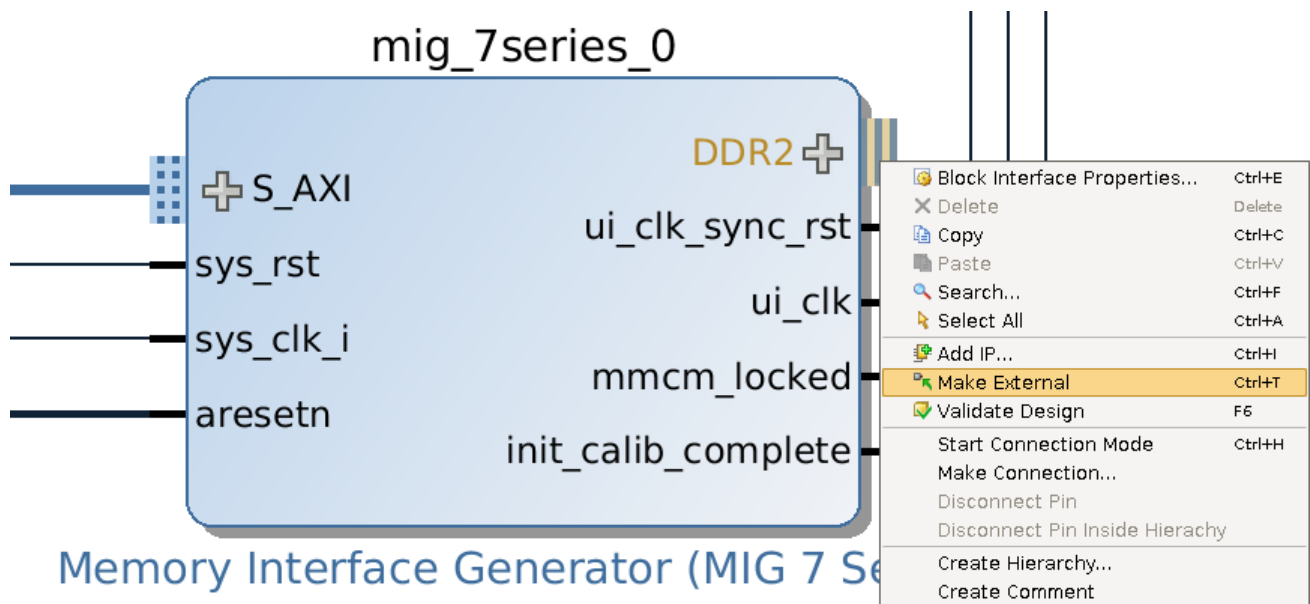 mig_7series_0
DDR2
S_AXI
ui_clk_sync_rst
sys_rst
ui_clk
sys_clk_i
mmcm_locked
aresetn
init_calib_complete
Memory Interface Generator (MIG 7 Se
Block Interface Properties... Ctrl+E
Delete Delete
Copy Ctrl+C
Paste Ctrl+V
Search... Ctrl+F
Select All Ctrl+A
Add IP... Ctrl+I
Make External Ctrl+T
Validate Design F6
Start Connection Mode Ctrl+H
Make Connection...
Disconnect Pin
Disconnect Pin Inside Hierachy
Create Hierarchy...
Create Comment